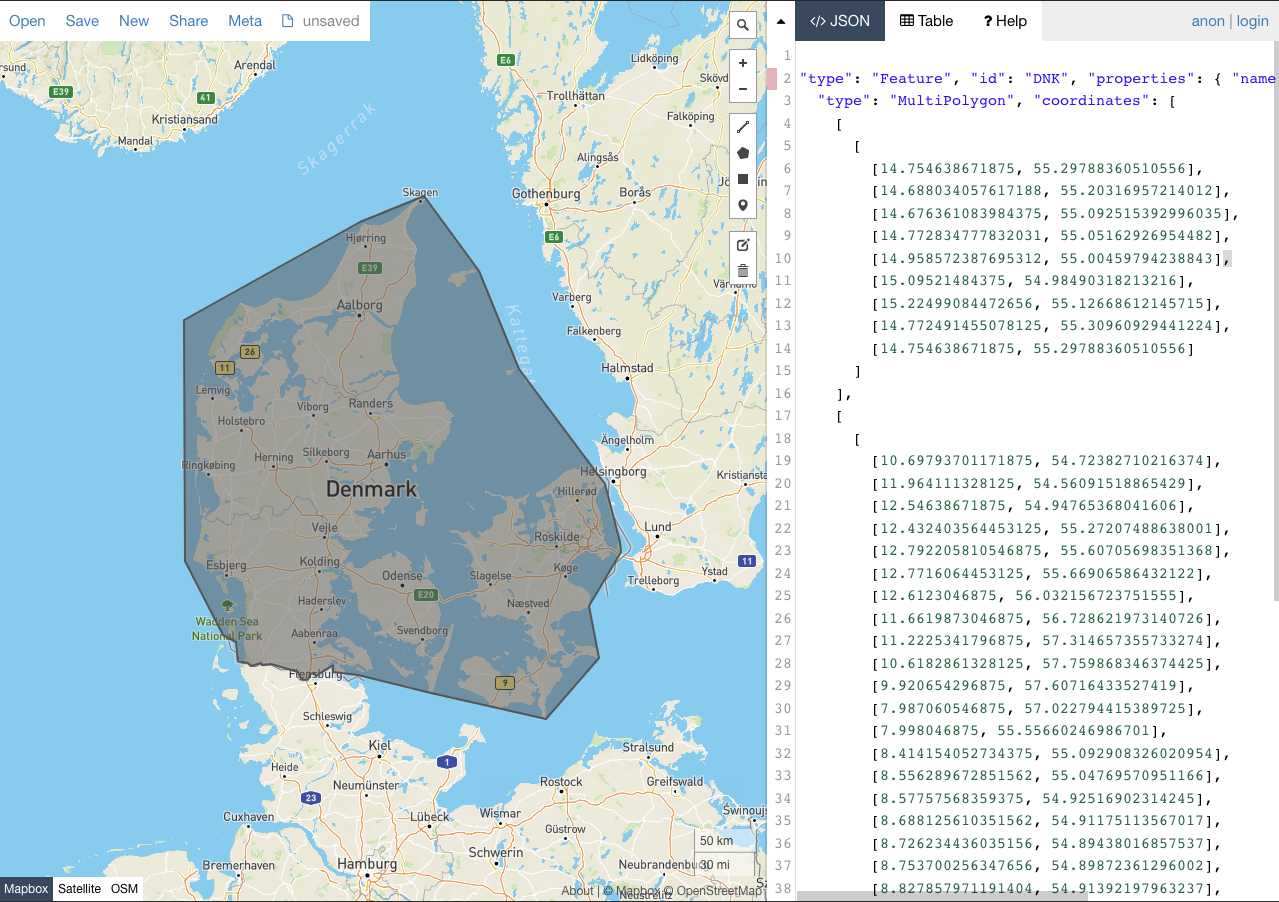 Open Save New Share Meta unsaved
</> JSON Table ? Help anon | login
Arendal
E39
41
Kristiansand
Mandal
Skagerrak
E6
Lidköping
Trollhättan
Falköping
Alingsås
Gothenburg
Borås
E6
Varberg
Falkenberg
Halmstad
Kattegat
Skagen
Hjørring
E39
Aalborg
26
11
Lemvig
Viborg
Randers
Holstebro
Herning
Silkeborg
Aarhus
Ringkøbing
Denmark
Vejle
Esbjerg
Kolding
Odense
E20
Slagelse
Roskilde
Køge
Hillerød
Helsingborg
Ängelholm
Lund
11
Trelleborg
Ystad
Wadden Sea
National Park
Haderslev
Aabenraa
Svendborg
Næstved
9
Flensburg
Schleswig
Kiel
1
Heide
Neumünster
23
Cuxhaven
Lübeck
Wismar
Rostock
Stralsund
Greifswald
Güstrow
Schwerin
Bremerhaven
Hamburg
50 km
30 mi
Mapbox Satellite OSM
About | © Mapbox © OpenStreetMap
1
2 "type": "Feature", "id": "DNK", "properties": { "name
3 "type": "MultiPolygon", "coordinates": [
4 [
5 [
6 [14.754638671875, 55.29788360510556],
7 [14.688034057617188, 55.20316957214012],
8 [14.676361083984375, 55.092515392996035],
9 [14.772834777832031, 55.05162926954482],
10 [14.958572387695312, 55.00459794238843],
11 [15.09521484375, 54.98490318213216],
12 [15.22499084472656, 55.12668612145715],
13 [14.772491455078125, 55.30960929441224],
14 [14.754638671875, 55.29788360510556]
15 ]
16 ],
17 [
18 [
19 [10.69793701171875, 54.72382710216374],
20 [11.964111328125, 54.56091518865429],
21 [12.54638671875, 54.94765368041606],
22 [12.432403564453125, 55.27207488638001],
23 [12.792205810546875, 55.60705698351368],
24 [12.7716064453125, 55.66906586432122],
25 [12.6123046875, 56.032156723751555],
26 [11.6619873046875, 56.728621973140726],
27 [11.2225341796875, 57.314657355733274],
28 [10.6182861328125, 57.759868346374425],
29 [9.920654296875, 57.60716433527419],
30 [7.987060546875, 57.022794415389725],
31 [7.998046875, 55.55660246986701],
32 [8.414154052734375, 55.092908326020954],
33 [8.556289672851562, 55.04769570951166],
34 [8.57757568359375, 54.92516902314245],
35 [8.688125610351562, 54.91175113567017],
36 [8.726234436035156, 54.89438016857537],
37 [8.753700256347656, 54.89872361296002],
38 [8.827857971191404, 54.91392197963237],